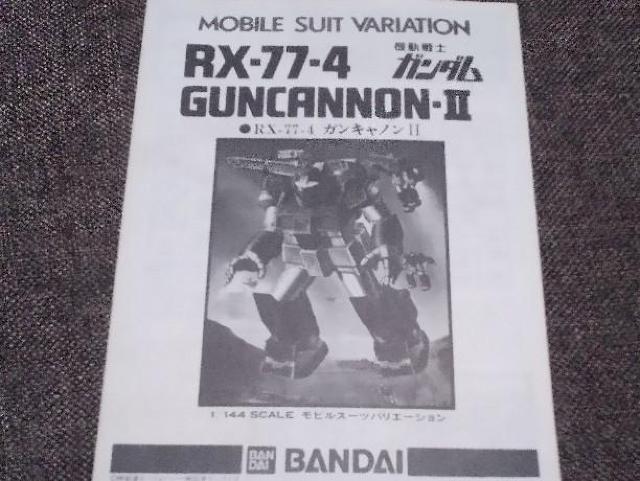 MOBILE SUIT VARIATION
RX-77-4 機動戦士 ガンダム
GUNCANNON-II
●RX-77-4 ガンキャノンII
1/144 SCALE モビルスーツバリエーション
BAN DAI BANDAI